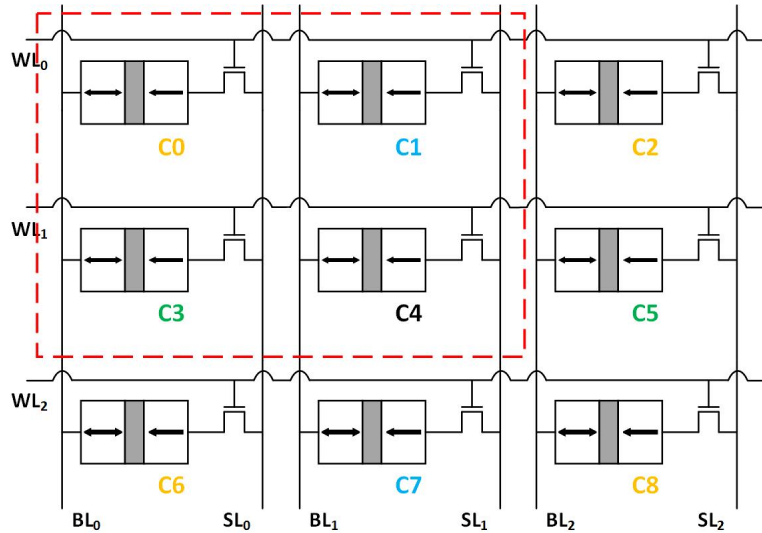 WL₀
C0 C1 C2
WL₁
C3 C4 C5
WL₂
C6 C7 C8
BL₀ SL₀ BL₁ SL₁ BL₂ SL₂